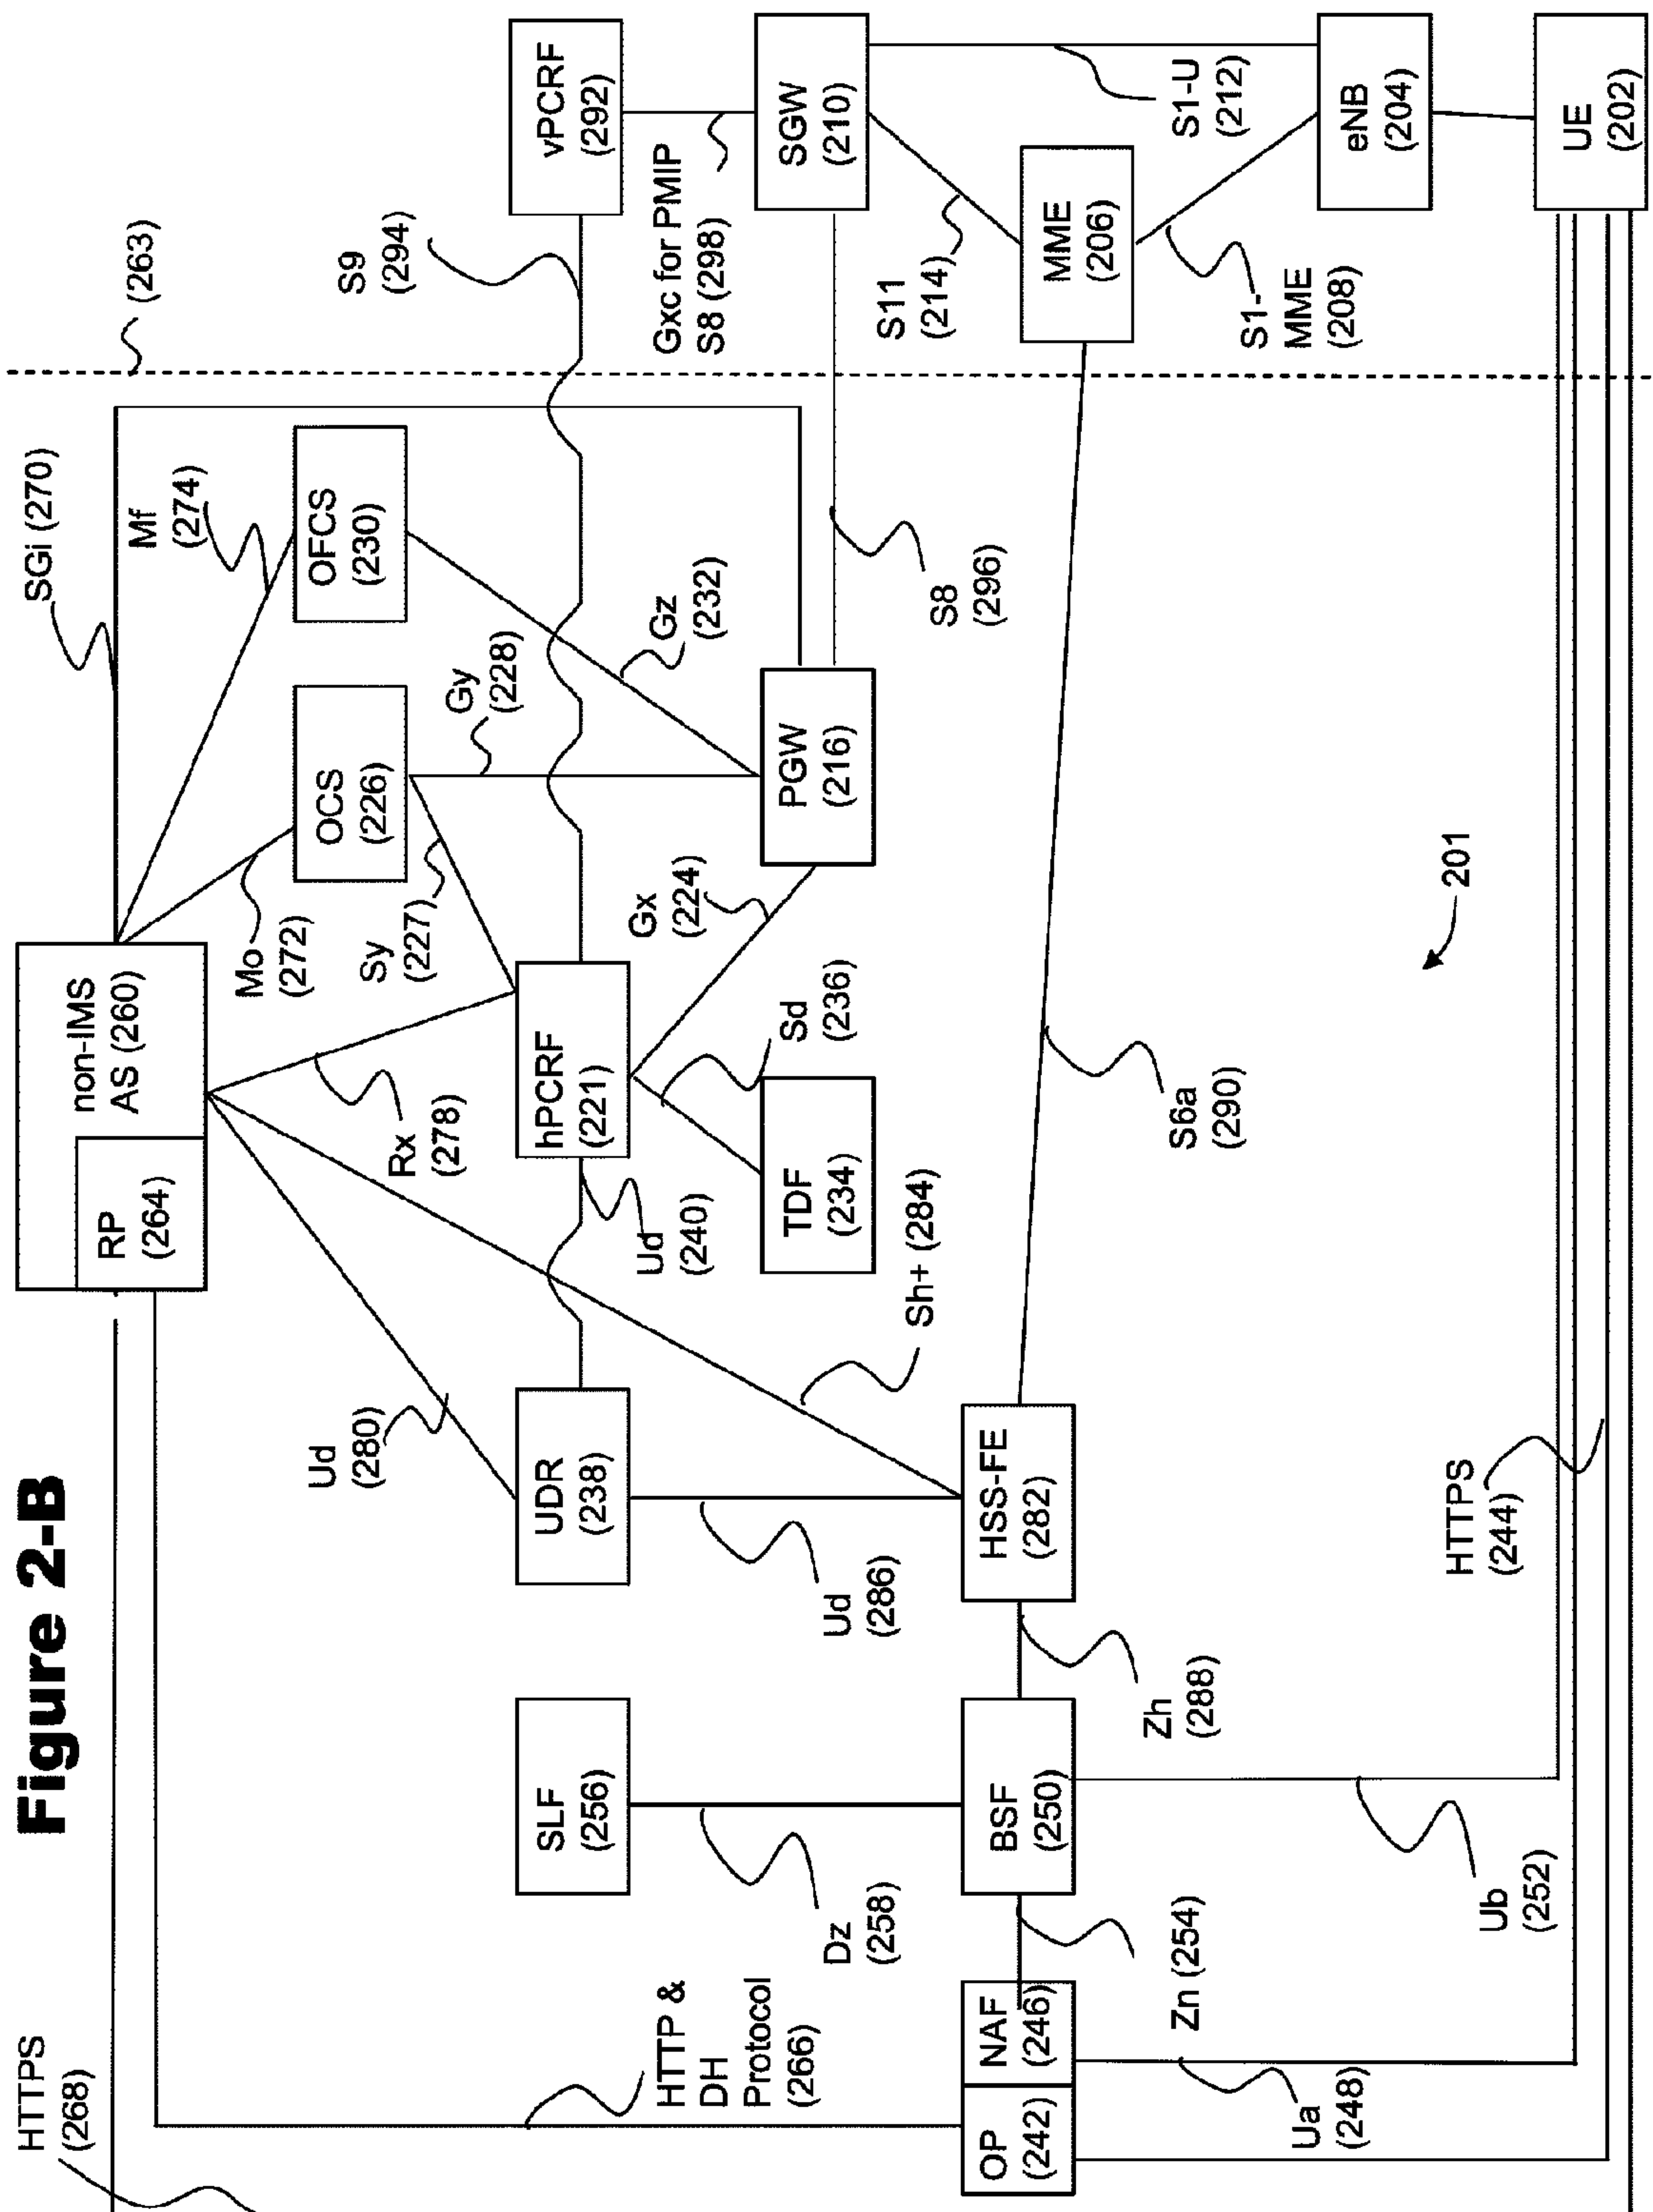 Figure 2-B
HTTPS
(268)
RP
(264)
non-IMS
AS (260)
SGi (270)
(263)
Mf
(274)
Mo
(272)
OCS
(226)
OFCS
(230)
S9
(294)
Ud
(280)
Rx
(278)
Sy
(227)
Gy
(228)
SLF
(256)
UDR
(238)
hPCRF
(221)
vPCRF
(292)
HTTP &
DH
Protocol
(266)
Ud
(240)
Gx
(224)
Gz
(232)
Gxc for PMIP
S8 (298)
Dz
(258)
Ud
(286)
Sh+ (284)
TDF
(234)
Sd
(236)
PGW
(216)
SGW
(210)
S8
(296)
S11
(214)
OP
(242)
NAF
(246)
BSF
(250)
HSS-FE
(282)
MME
(206)
Zn (254)
Zh
(288)
S6a
(290)
S1-U
(212)
Ua
(248)
S1-
MME
(208)
eNB
(204)
Ub
(252)
HTTPS
(244)
201
UE
(202)